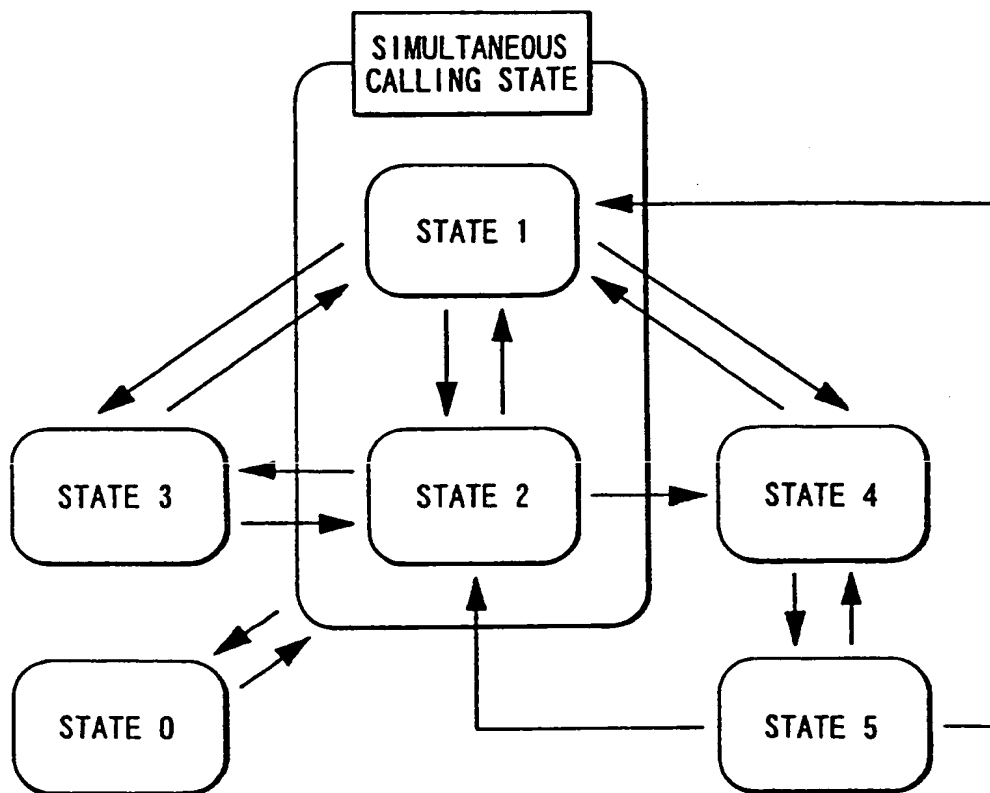 SIMULTANEOUS
CALLING STATE
STATE 1
STATE 3
STATE 2
STATE 4
STATE 0
STATE 5